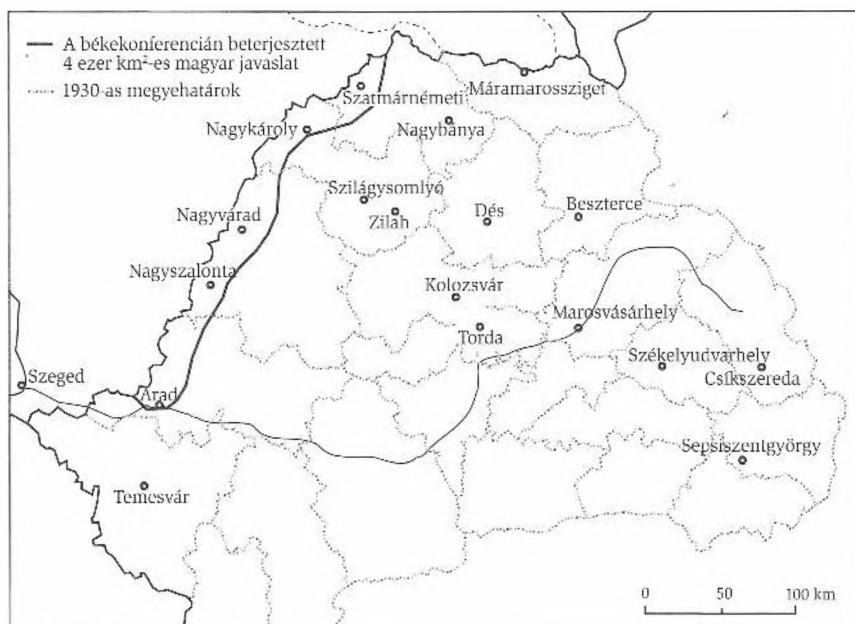 A békekonferencián beterjesztett
4 ezer km²-es magyar javaslat
1930-as megyehatárok
Szatmárnémeti
Máramarossziget
Nagykároly
Nagybánya
Szilágysomlyó
Zilah
Dés
Beszterce
Nagyvárad
Nagyszalonta
Kolozsvár
Marosvásárhely
Torda
Székelyudvarhely
Csíkszereda
Szeged
Arad
Sepsiszentgyörgy
Temesvár
0 50 100 km